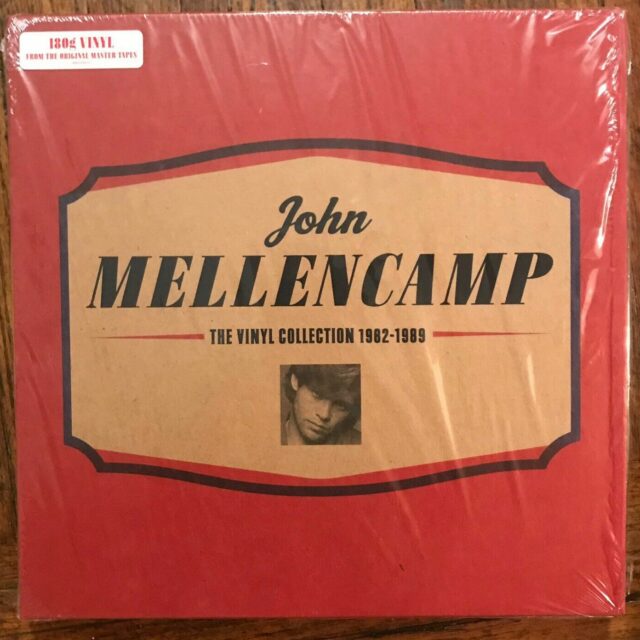 180g VINYL
FROM THE ORIGINAL MASTER TAPES
John
MELLENCAMP
THE VINYL COLLECTION 1982-1989